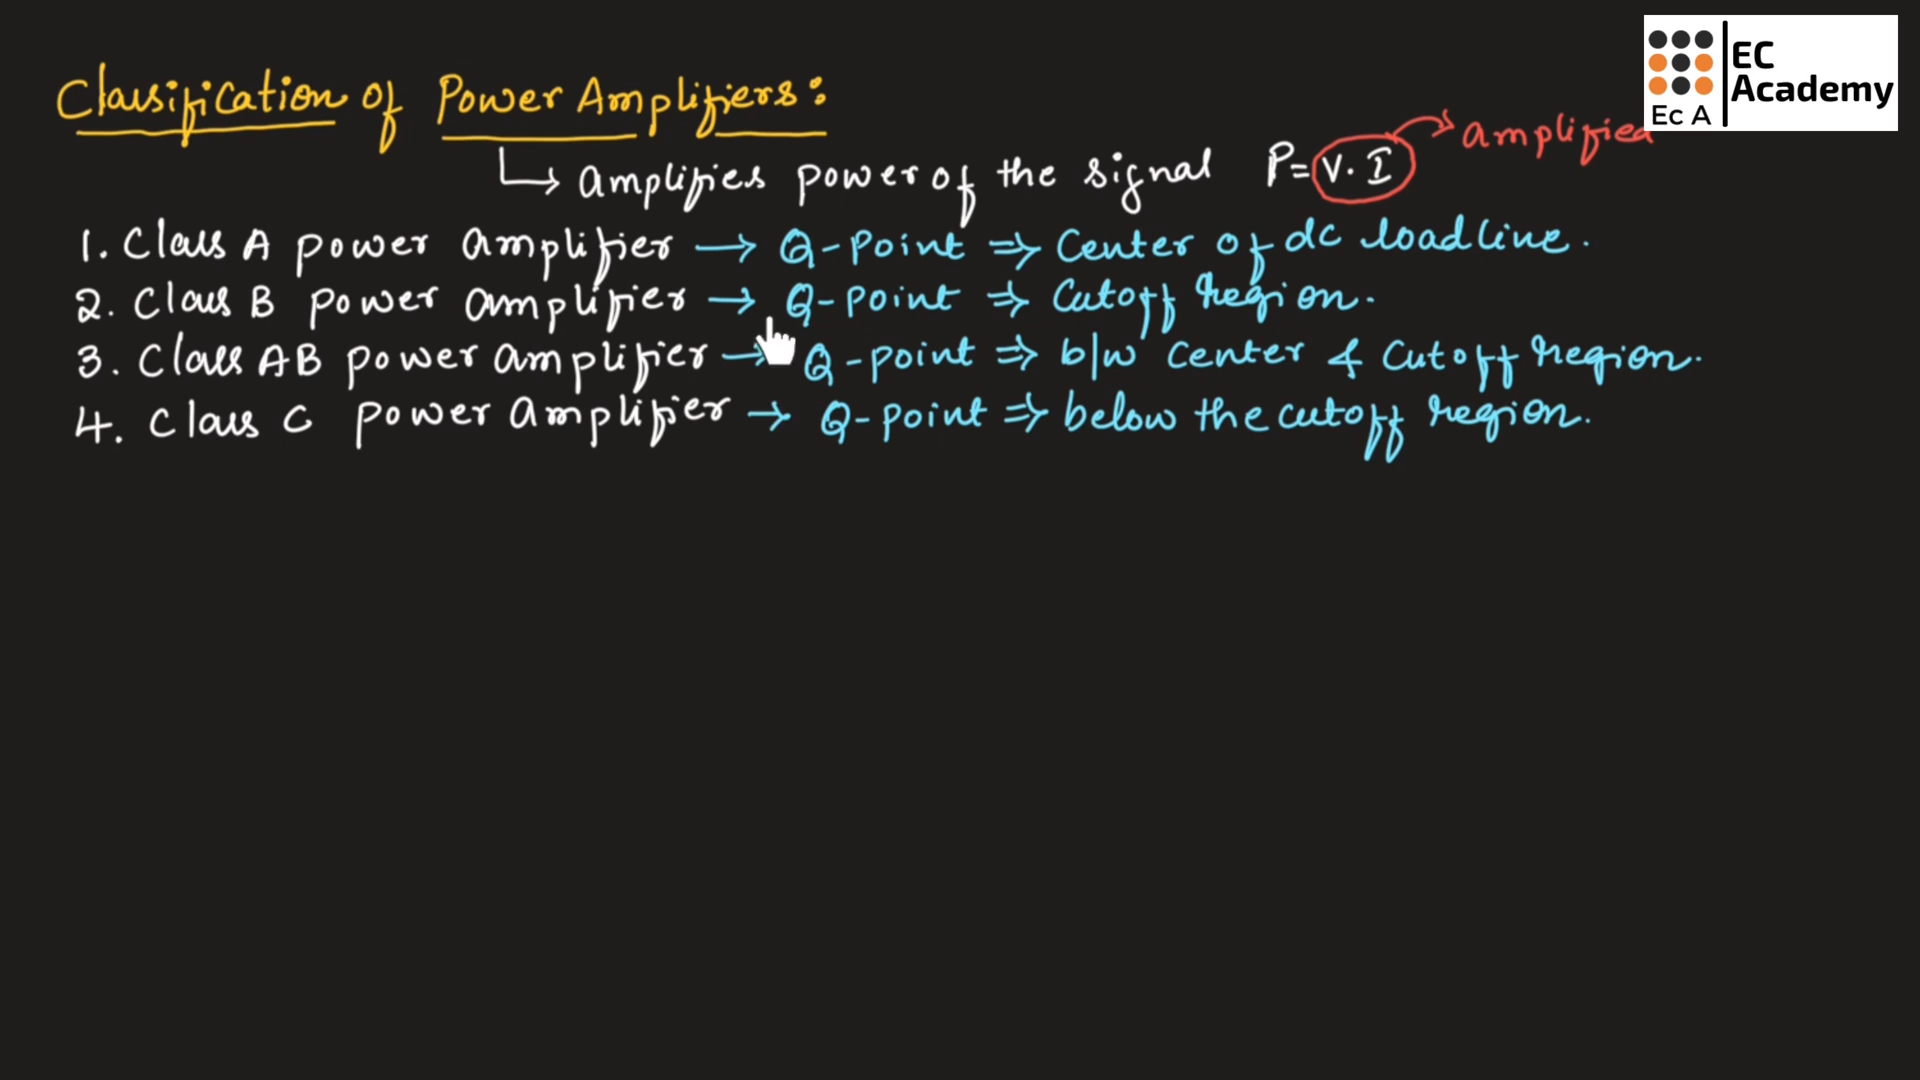 EC
Academy
Ec A
Classification of Power Amplifiers:
amplified
↳ amplifies power of the signal P=V.I
1. Class A power amplifier → Q-Point ⇒ Center of dc loadline.
2. Class B power amplifier → Q-point ⇒ Cutoff region.
3. Class AB power amplifier → Q-point ⇒ b/w center & Cutoff region.
4. Class C power amplifier → Q-point ⇒ below the cutoff region.